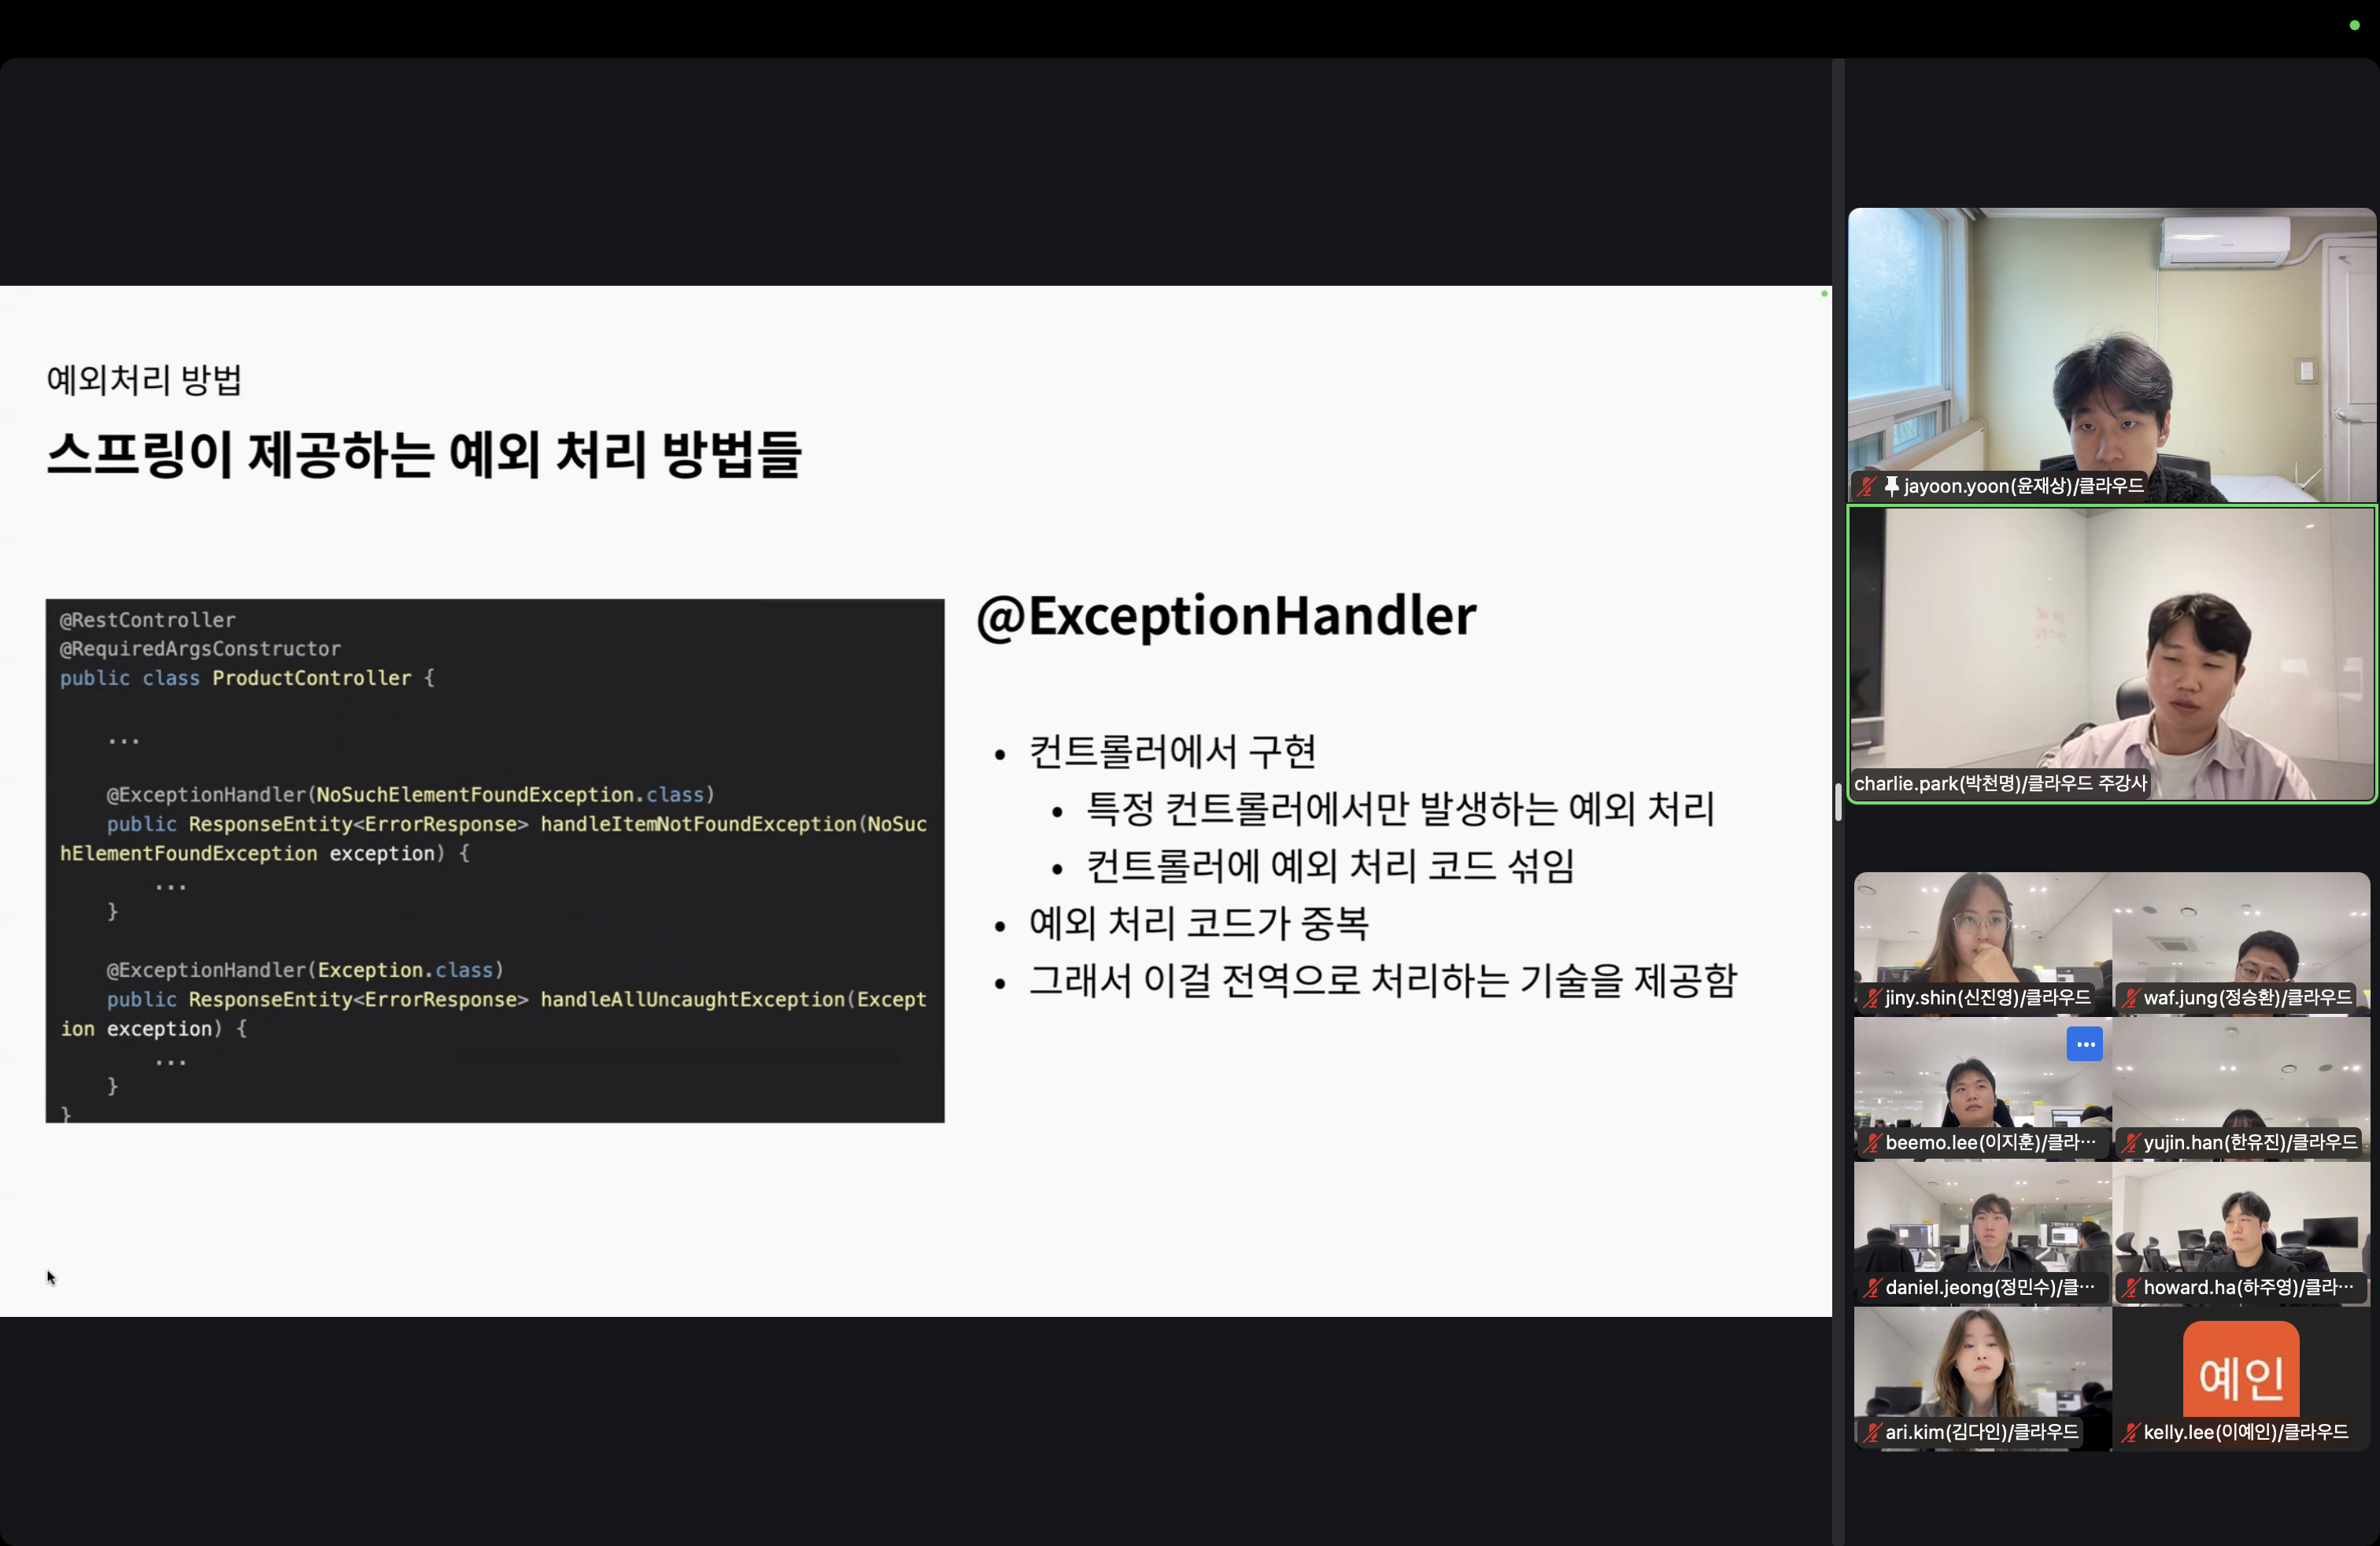 예외처리 방법
스프링이 제공하는 예외 처리 방법들
@RestController
@RequiredArgsConstructor
public class ProductController {
...
@ExceptionHandler(NoSuchElementFoundException.class)
public ResponseEntity<ErrorResponse> handleItemNotFoundException(NoSuc
hElementFoundException exception) {
...
}
@ExceptionHandler(Exception.class)
public ResponseEntity<ErrorResponse> handleAllUncaughtException(Except
ion exception) {
...
}
}
@ExceptionHandler
• 컨트롤러에서 구현
• 특정 컨트롤러에서만 발생하는 예외 처리
• 컨트롤러에 예외 처리 코드 섞임
• 예외 처리 코드가 중복
• 그래서 이걸 전역으로 처리하는 기술을 제공함
jayoon.yoon(윤재상)/클라우드
charlie.park(박천명)/클라우드 주강사
jiny.shin(신진영)/클라우드
waf.jung(정승환)/클라우드
beemo.lee(이지훈)/클라…
yujin.han(한유진)/클라우드
daniel.jeong(정민수)/클…
howard.ha(하주영)/클라…
예인
ari.kim(김다인)/클라우드
kelly.lee(이예인)/클라우드